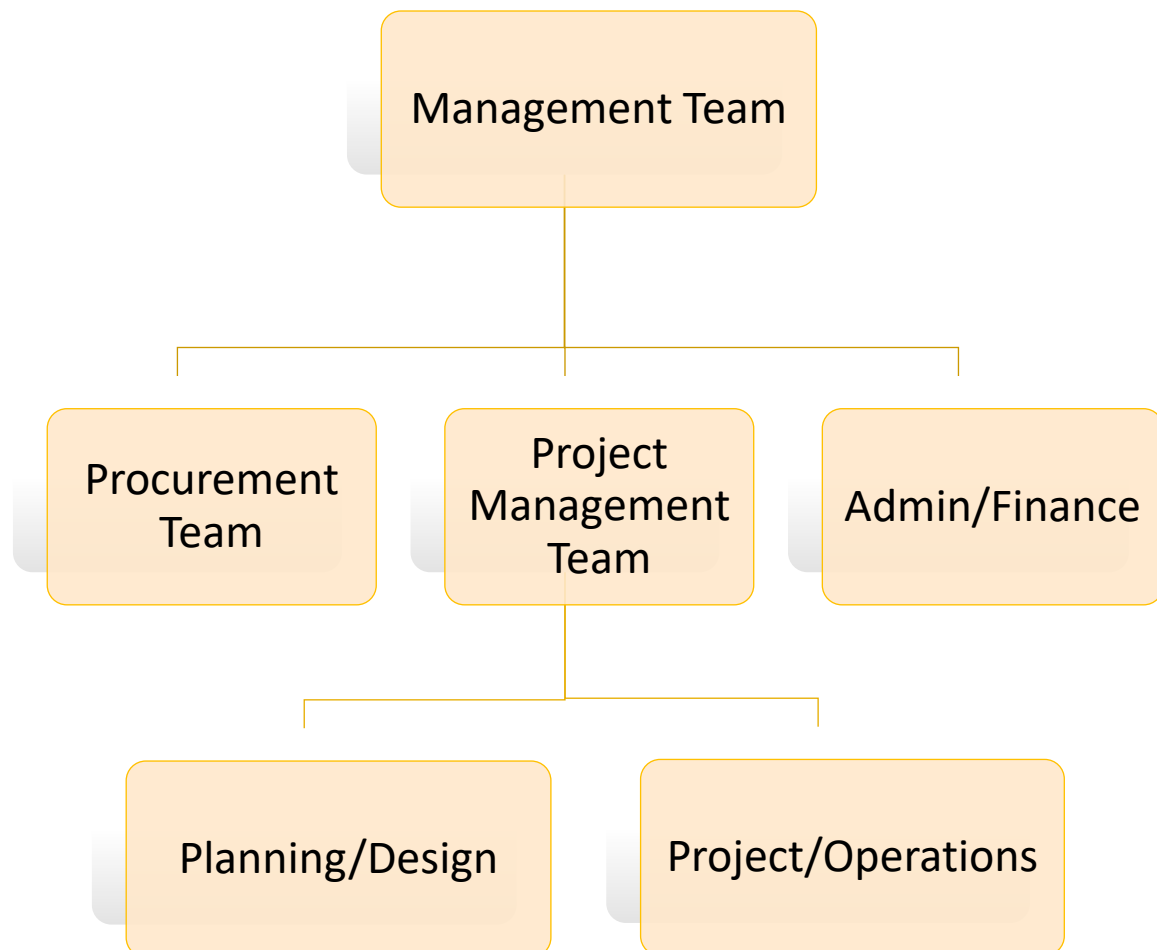 Management Team
Procurement
Team
Project
Management
Team
Admin/Finance
Planning/Design
Project/Operations